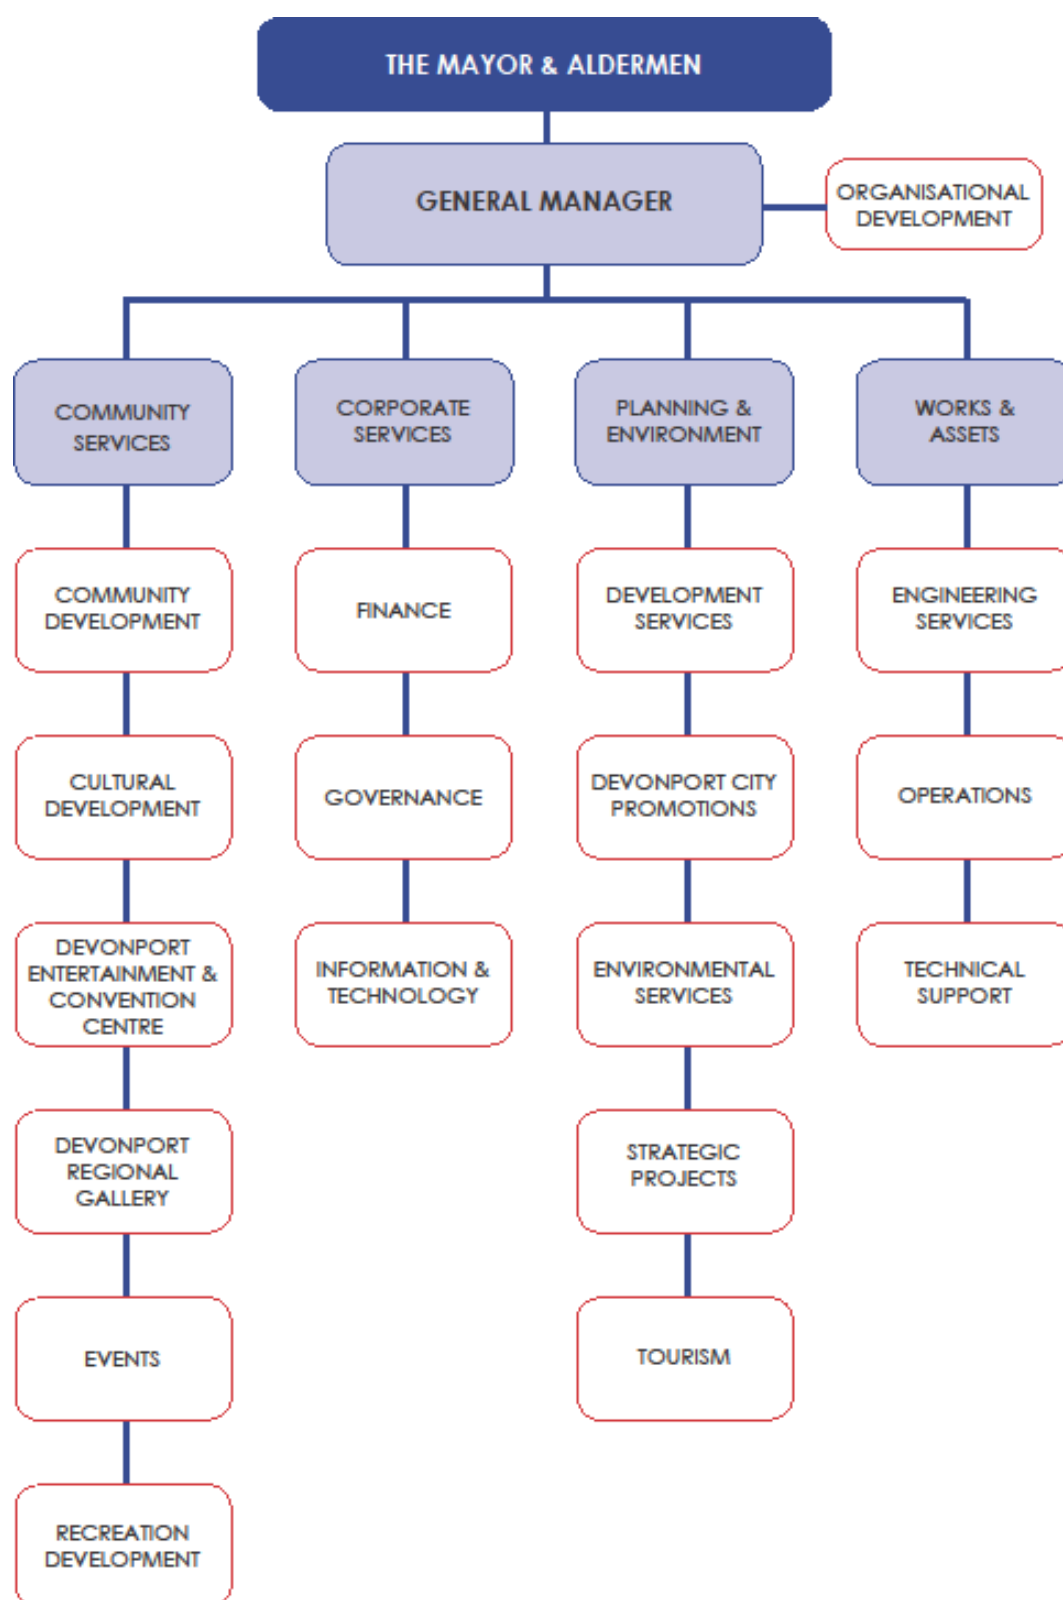 THE MAYOR & ALDERMEN
GENERAL MANAGER
ORGANISATIONAL
DEVELOPMENT
COMMUNITY
SERVICES
CORPORATE
SERVICES
PLANNING &
ENVIRONMENT
WORKS &
ASSETS
COMMUNITY
DEVELOPMENT
FINANCE
DEVELOPMENT
SERVICES
ENGINEERING
SERVICES
CULTURAL
DEVELOPMENT
GOVERNANCE
DEVONPORT CITY
PROMOTIONS
OPERATIONS
DEVONPORT
ENTERTAINMENT &
CONVENTION
CENTRE
INFORMATION &
TECHNOLOGY
ENVIRONMENTAL
SERVICES
TECHNICAL
SUPPORT
DEVONPORT
REGIONAL
GALLERY
STRATEGIC
PROJECTS
EVENTS
TOURISM
RECREATION
DEVELOPMENT